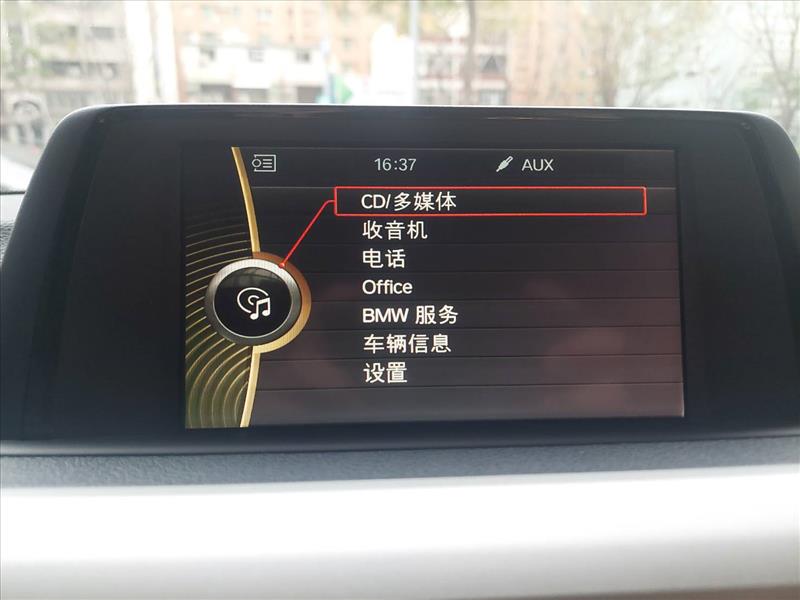 16:37 AUX
CD/多媒体
收音机
电话
Office
BMW 服务
车辆信息
设置